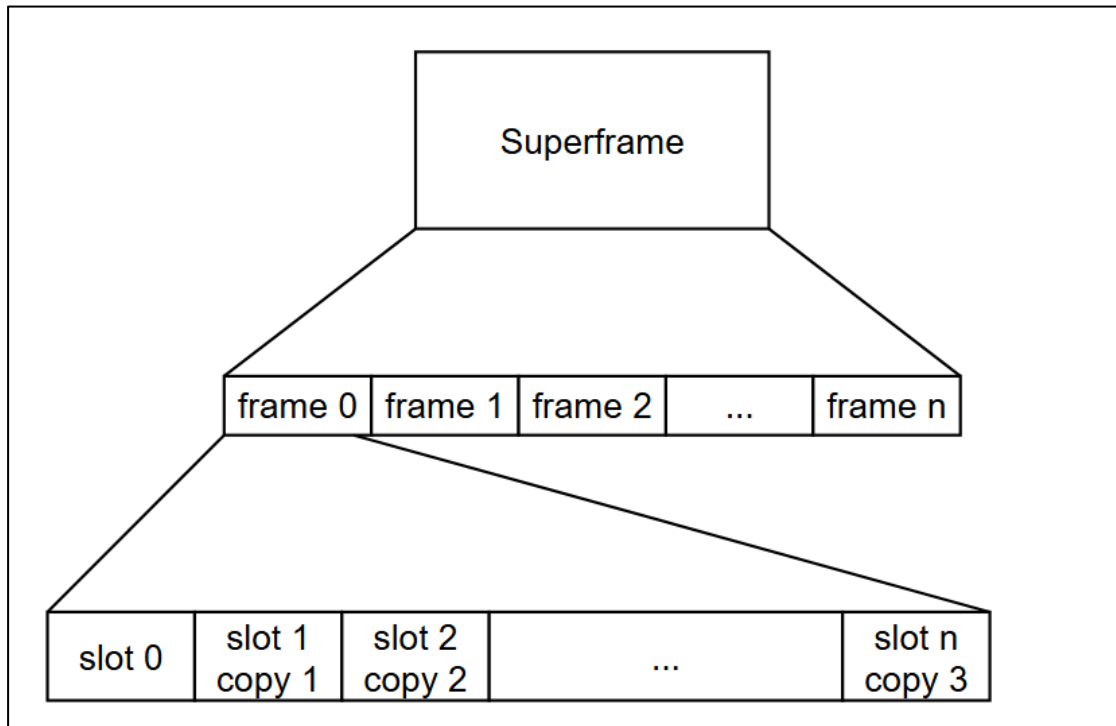 Superframe
frame 0 frame 1 frame 2 ... frame n
slot 0 slot 1 slot 2 ... slot n
copy 1 copy 2 copy 3